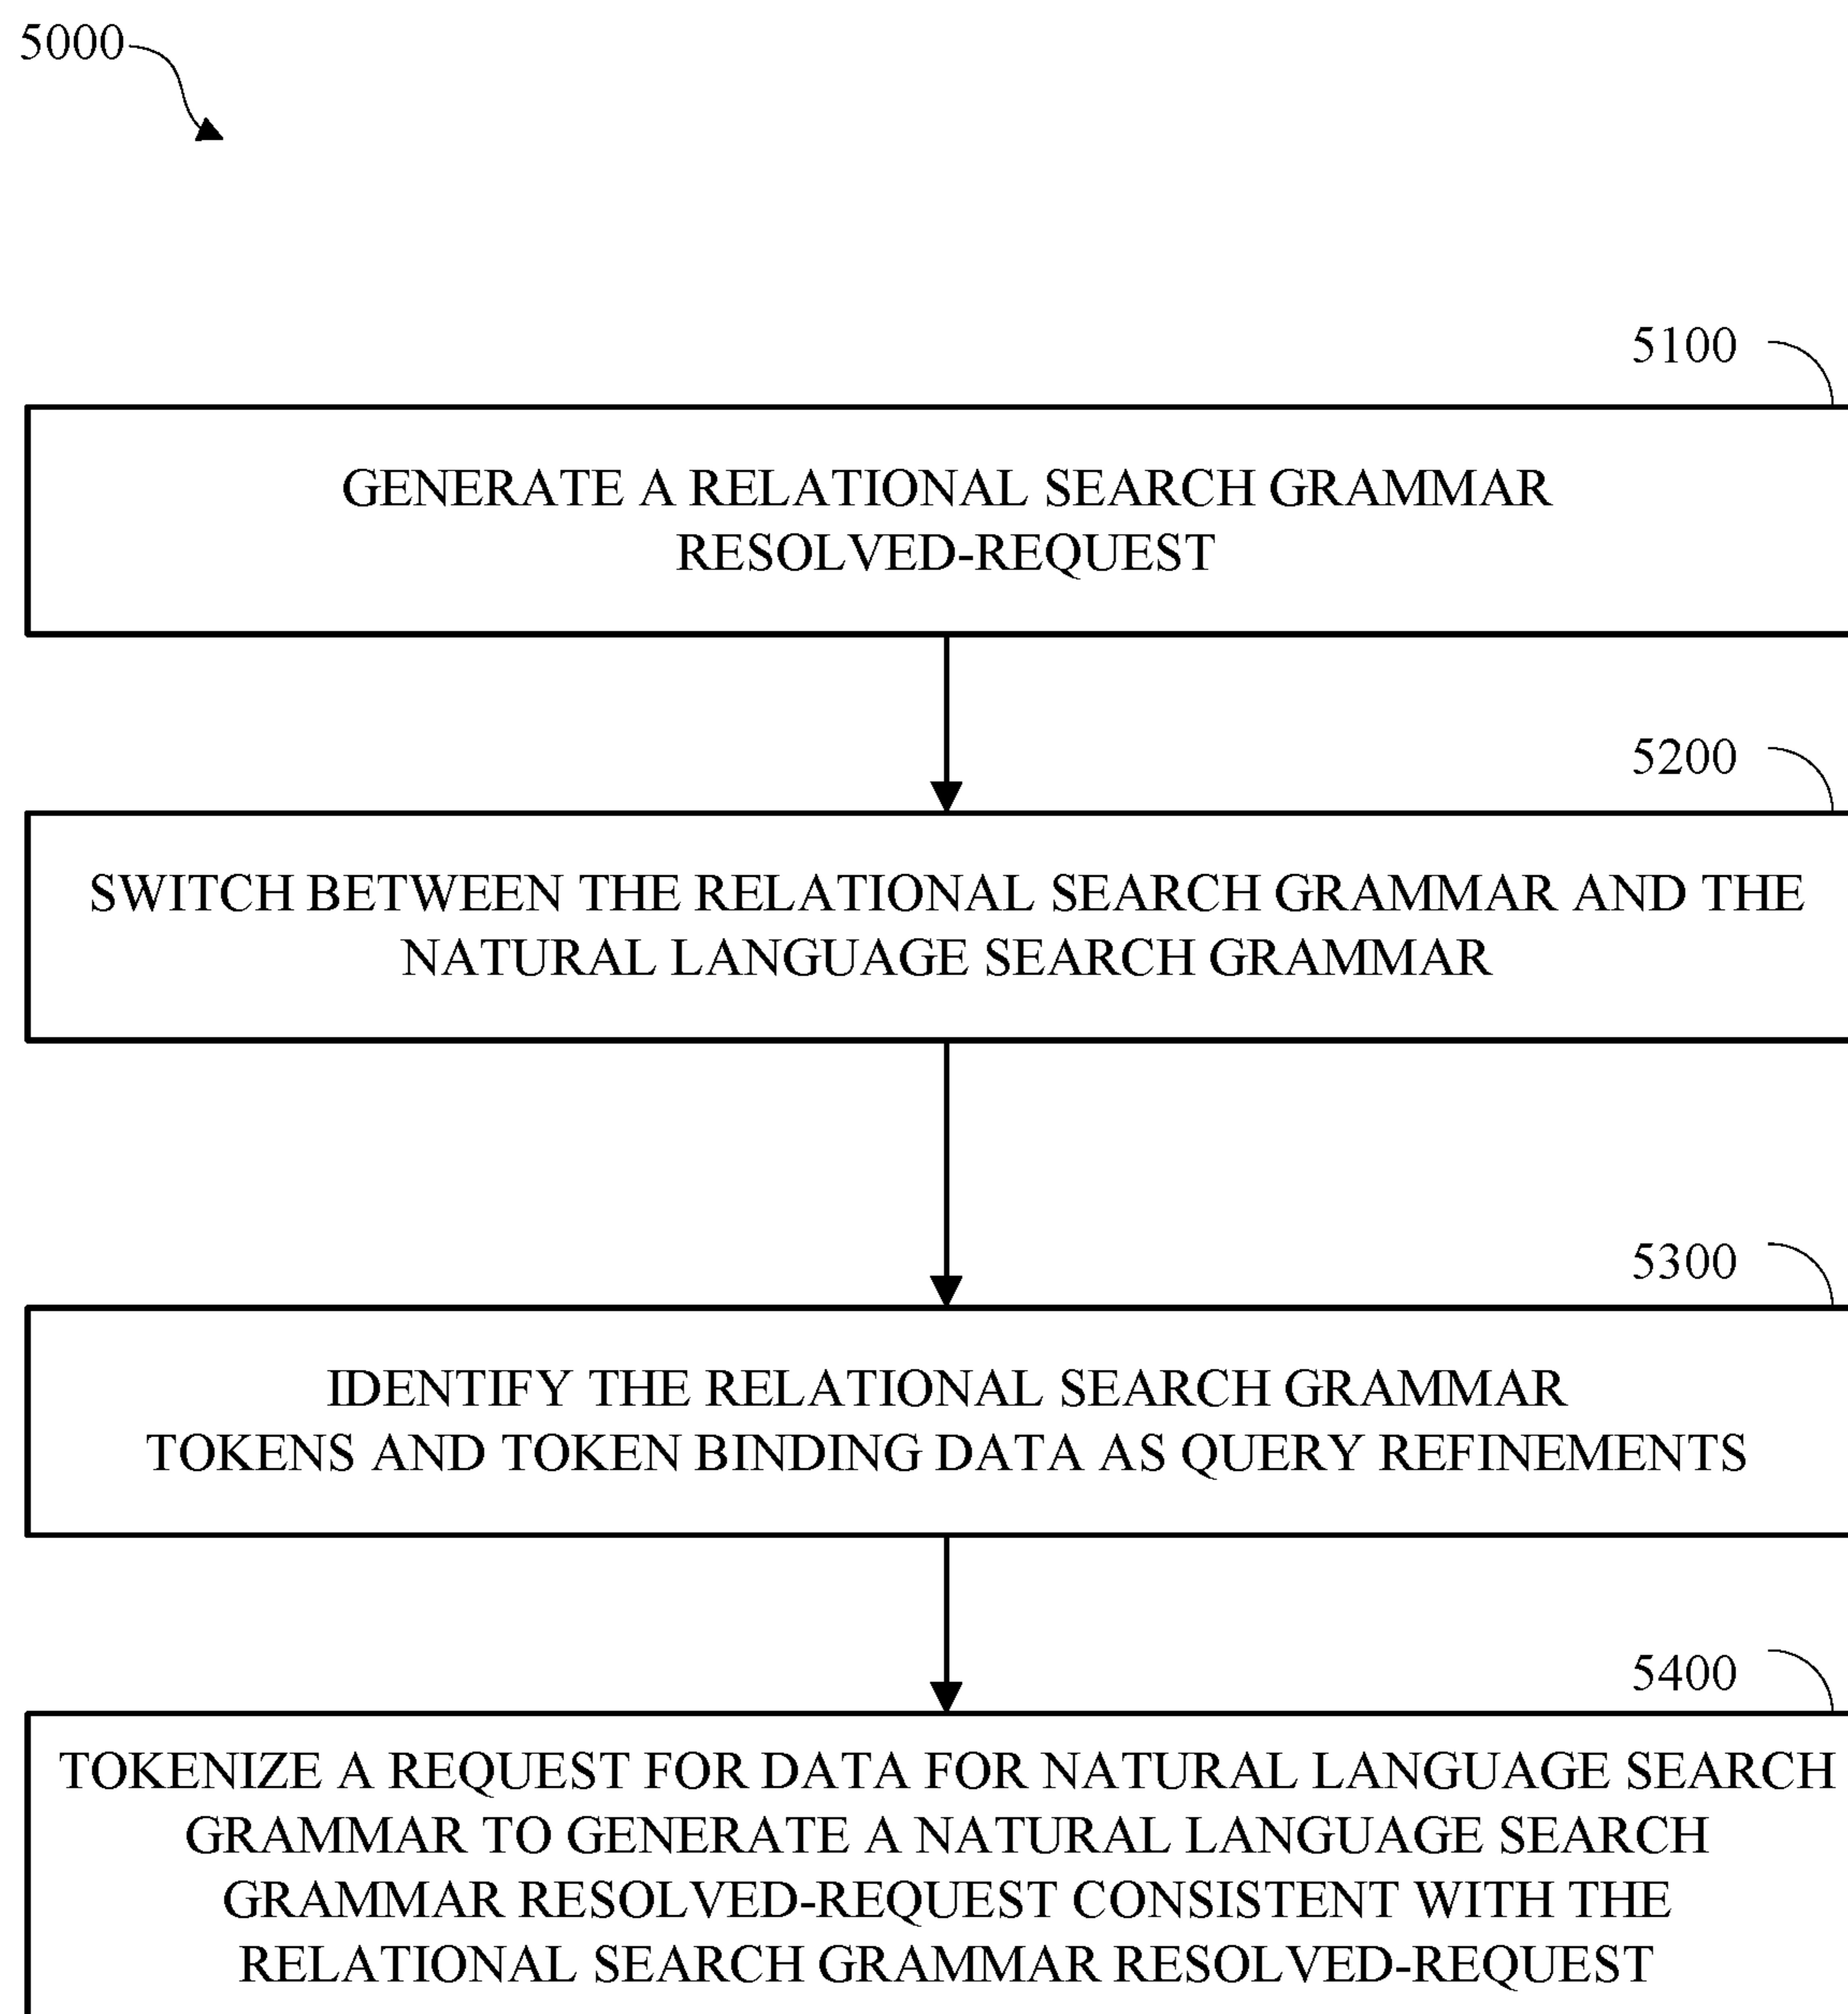 5000
5100
GENERATE A RELATIONAL SEARCH GRAMMAR
RESOLVED-REQUEST
5200
SWITCH BETWEEN THE RELATIONAL SEARCH GRAMMAR AND THE
NATURAL LANGUAGE SEARCH GRAMMAR
5300
IDENTIFY THE RELATIONAL SEARCH GRAMMAR
TOKENS AND TOKEN BINDING DATA AS QUERY REFINEMENTS
5400
TOKENIZE A REQUEST FOR DATA FOR NATURAL LANGUAGE SEARCH
GRAMMAR TO GENERATE A NATURAL LANGUAGE SEARCH
GRAMMAR RESOLVED-REQUEST CONSISTENT WITH THE
RELATIONAL SEARCH GRAMMAR RESOLVED-REQUEST